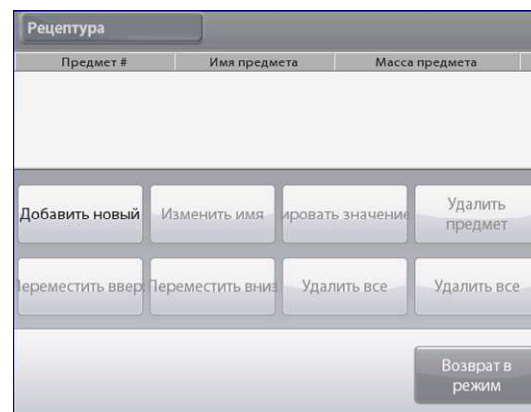 Рецептура
Предмет # Имя предмета Масса предмета
Добавить новый Изменить имя ировать значение Удалить
предмет
Переместить ввер Переместить вниз Удалить все Удалить все
Возврат в
режим